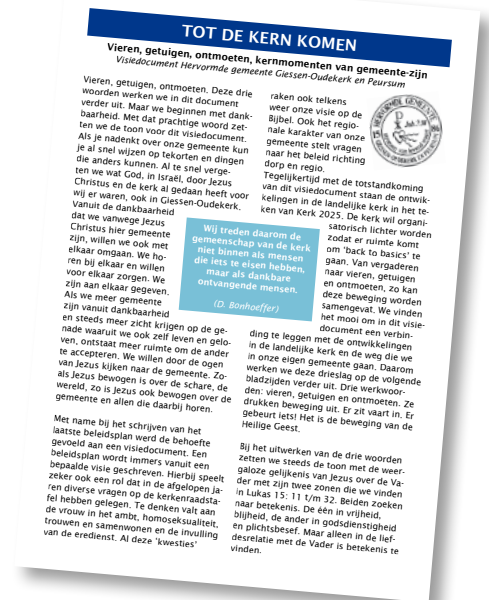 TOT DE KERN KOMEN
Vieren, getuigen, ontmoeten, kernmomenten van gemeente-zijn
Visiedocument Hervormde gemeente Giessen-Oudekerk en Peursum
Vieren, getuigen, ontmoeten. Deze drie
woorden werken we in dit document
verder uit. Maar we beginnen met dank-
baarheid. Met dat prachtige woord zet-
ten we de toon voor dit visiedocument.
Als je nadenkt over onze gemeente kun
je al snel wijzen op tekorten en dingen
die anders kunnen. Al te snel verge-
ten we wat God, in Israël, door Jezus
Christus en de kerk al gedaan heeft voor
wij er waren, ook in Giessen-Oudekerk.
Vanuit de dankbaarheid
dat we vanwege Jezus
Christus hier gemeente
zijn, willen we ook met
elkaar omgaan. We ho-
ren bij elkaar en willen
voor elkaar zorgen. We
zijn aan elkaar gegeven.
Als we meer gemeente
zijn vanuit dankbaarheid
en steeds meer zicht krijgen op de ge-
nade waaruit we ook zelf leven en gelo-
ven, ontstaat meer ruimte om de ander
te accepteren. We willen door de ogen
van Jezus kijken naar de gemeente. Zo-
als Jezus bewogen is over de schare, de
wereld, zo is Jezus ook bewogen over de
gemeente en allen die daarbij horen.
Met name bij het schrijven van het
laatste beleidsplan werd de behoefte
gevoeld aan een visiedocument. Een
beleidsplan wordt immers vanuit een
bepaalde visie geschreven. Hierbij speelt
zeker ook een rol dat in de afgelopen ja-
ren diverse vragen op de kerkenraadsta-
fel hebben gelegen. Te denken valt aan
de vrouw in het ambt, homoseksualiteit,
trouwen en samenwonen en de invulling
van de eredienst. Al deze 'kwesties'
Wij treden daarom de
gemeenschap van de kerk
niet binnen als mensen
die iets te eisen hebben,
maar als dankbare
ontvangende mensen.
(D. Bonhoeffer)
raken ook telkens
weer onze visie op de
Bijbel. Ook het regio-
nale karakter van onze
gemeente stelt vragen
naar het beleid richting
dorp en regio.
Tegelijkertijd met de totstandkoming
van dit visiedocument staan de ontwik-
kelingen in de landelijke kerk in het te-
ken van Kerk 2025. De kerk wil organi-
satorisch lichter worden
zodat er ruimte komt
om 'back to basics' te
gaan. Van vergaderen
naar vieren, getuigen
en ontmoeten, zo kan
deze beweging worden
samengevat. We vinden
het mooi om in dit visie-
document een verbin-
ding te leggen met de ontwikkelingen
in de landelijke kerk en de weg die we
in onze eigen gemeente gaan. Daarom
werken we deze drieslag op de volgende
bladzijden verder uit. Drie werkwoor-
den: vieren, getuigen en ontmoeten. Ze
drukken beweging uit. Er zit vaart in. Er
gebeurt iets! Het is de beweging van de
Heilige Geest.
Bij het uitwerken van de drie woorden
zetten we steeds de toon met de weer-
galoze gelijkenis van Jezus over de Va-
der met zijn twee zonen die we vinden
in Lukas 15: 11 t/m 32. Beiden zoeken
naar betekenis. De één in vrijheid,
blijheid, de ander in godsdienstigheid
en plichtsbesef. Maar alleen in de lief-
desrelatie met de Vader is betekenis te
vinden.